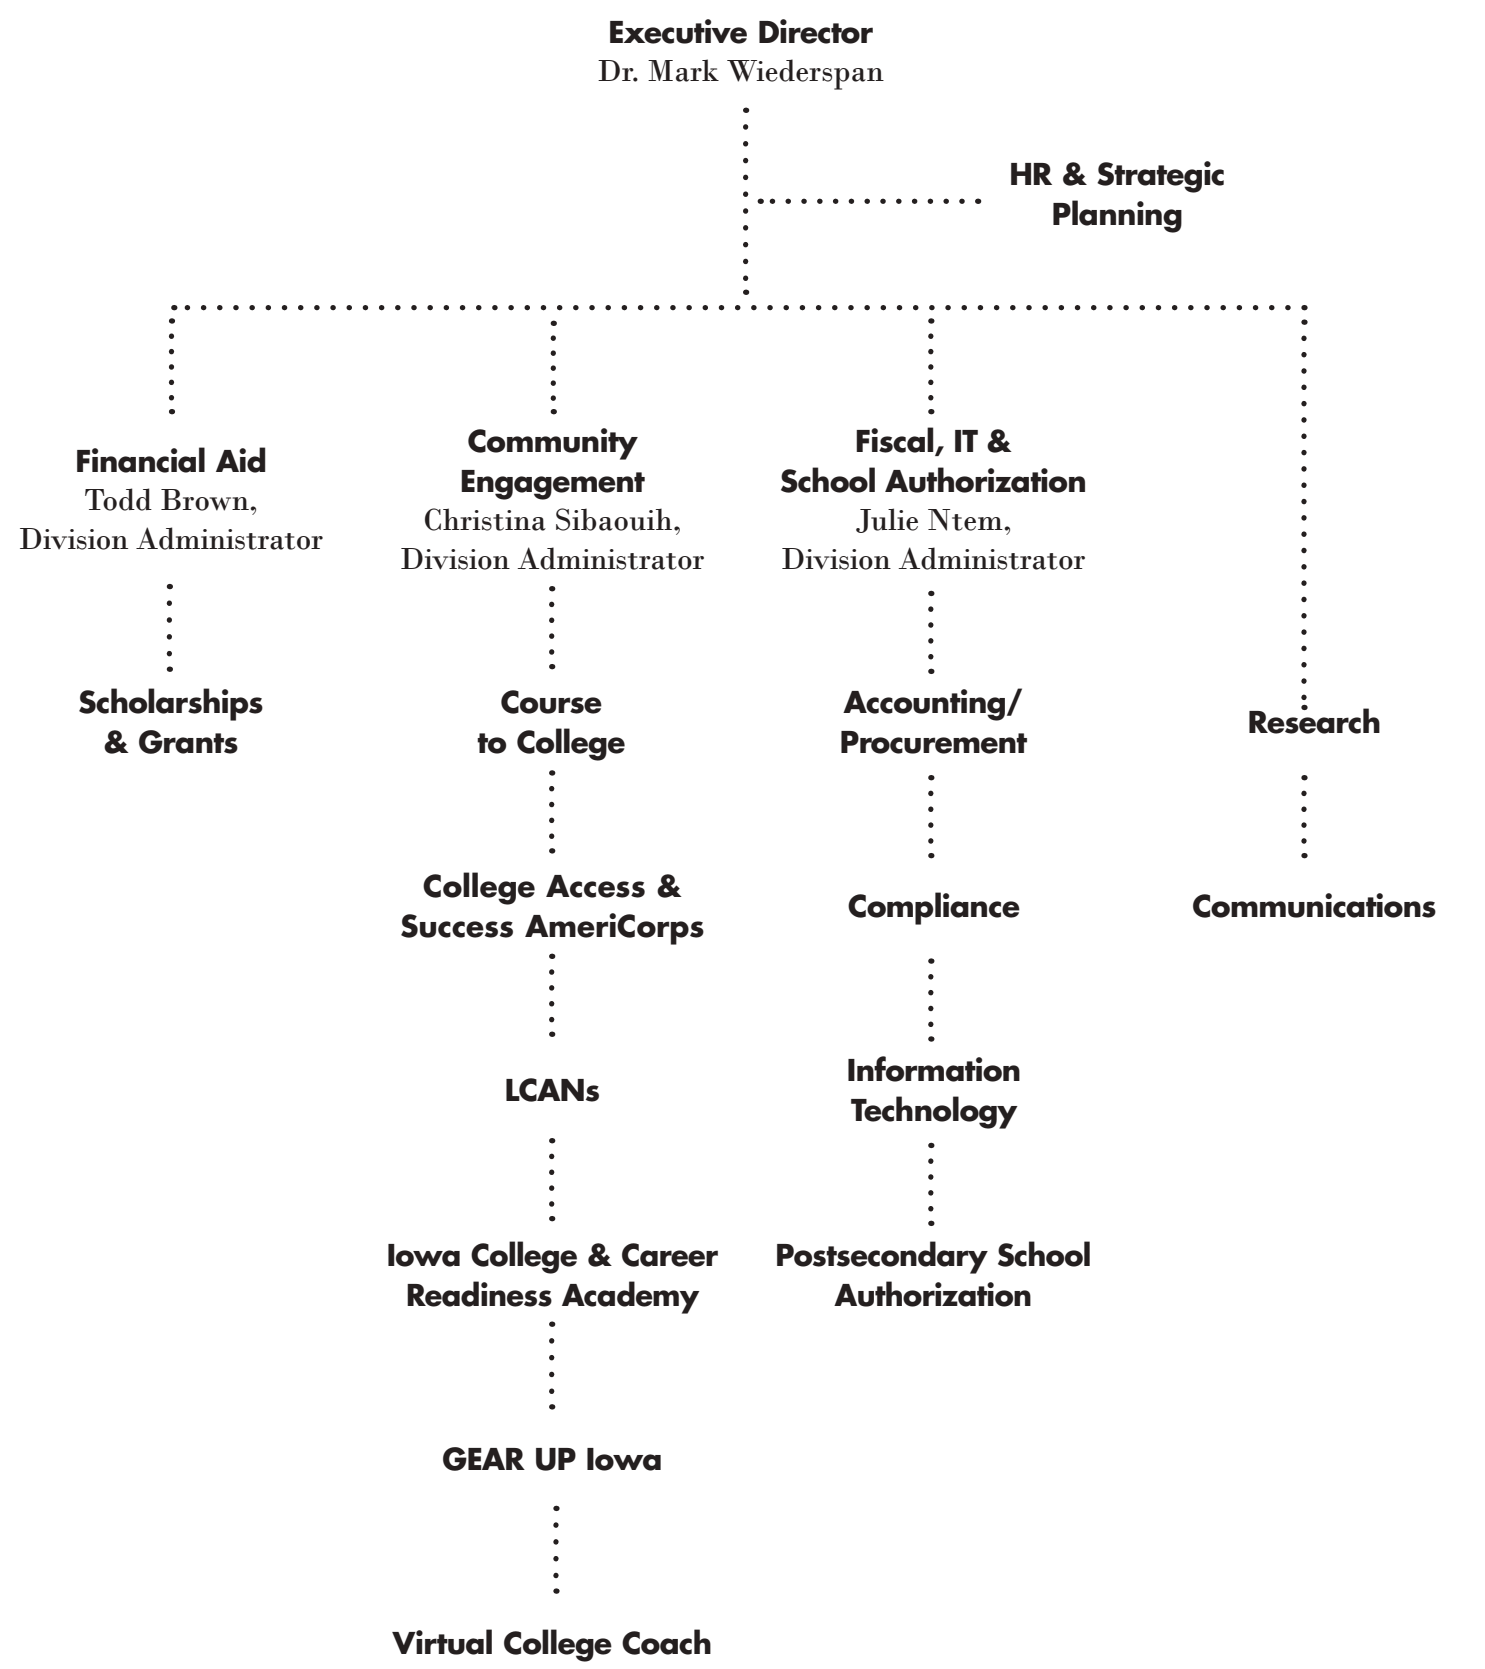 Executive Director
Dr. Mark Wiederspan
HR & Strategic
Planning
Financial Aid
Todd Brown,
Division Administrator
Community
Engagement
Christina Sibaouih,
Division Administrator
Fiscal, IT &
School Authorization
Julie Ntem,
Division Administrator
Scholarships
& Grants
Course
to College
Accounting/
Procurement
Research
College Access &
Success AmeriCorps
Compliance
Communications
LCANs
Information
Technology
Iowa College & Career
Readiness Academy
Postsecondary School
Authorization
GEAR UP Iowa
Virtual College Coach